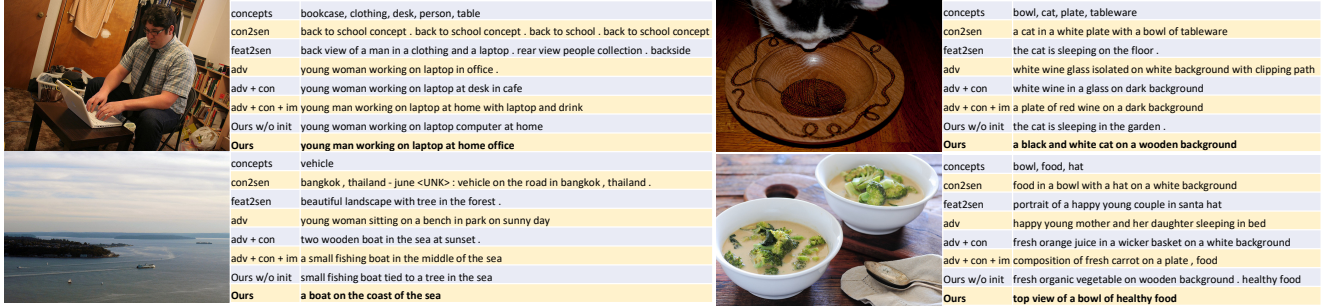 concepts bookcase, clothing, desk, person, table
con2sen back to school concept . back to school concept . back to school . back to school concept
feat2sen back view of a man in a clothing and a laptop . rear view people collection . backside
adv young woman working on laptop in office .
adv + con young woman working on laptop at desk in cafe
adv + con + im young man working on laptop at home with laptop and drink
Ours w/o init young woman working on laptop computer at home
Ours young man working on laptop at home office
concepts vehicle
con2sen bangkok , thailand - june <UNK> : vehicle on the road in bangkok , thailand .
feat2sen beautiful landscape with tree in the forest .
adv young woman sitting on a bench in park on sunny day
adv + con two wooden boat in the sea at sunset .
adv + con + im a small fishing boat in the middle of the sea
Ours w/o init small fishing boat tied to a tree in the sea
Ours a boat on the coast of the sea
concepts bowl, cat, plate, tableware
con2sen a cat in a white plate with a bowl of tableware
feat2sen the cat is sleeping on the floor .
adv white wine glass isolated on white background with clipping path
adv + con white wine in a glass on dark background
adv + con + im a plate of red wine on a dark background
Ours w/o init the cat is sleeping in the garden .
Ours a black and white cat on a wooden background
concepts bowl, food, hat
con2sen food in a bowl with a hat on a white background
feat2sen portrait of a happy young couple in santa hat
adv happy young mother and her daughter sleeping in bed
adv + con fresh orange juice in a wicker basket on a white background
adv + con + im composition of fresh carrot on a plate , food
Ours w/o init fresh organic vegetable on wooden background . healthy food
Ours top view of a bowl of healthy food